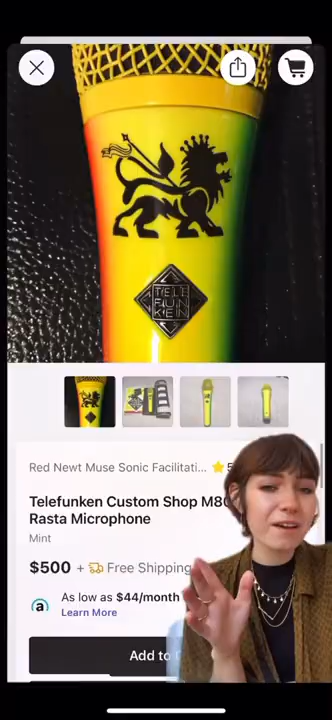 TELE
FUN
KEN
Red Newt Muse Sonic Facilitati...
Telefunken Custom Shop
Rasta Microphone
Mint
$500 + Free Shipping
a
As low as $44/month
Learn More
Add to